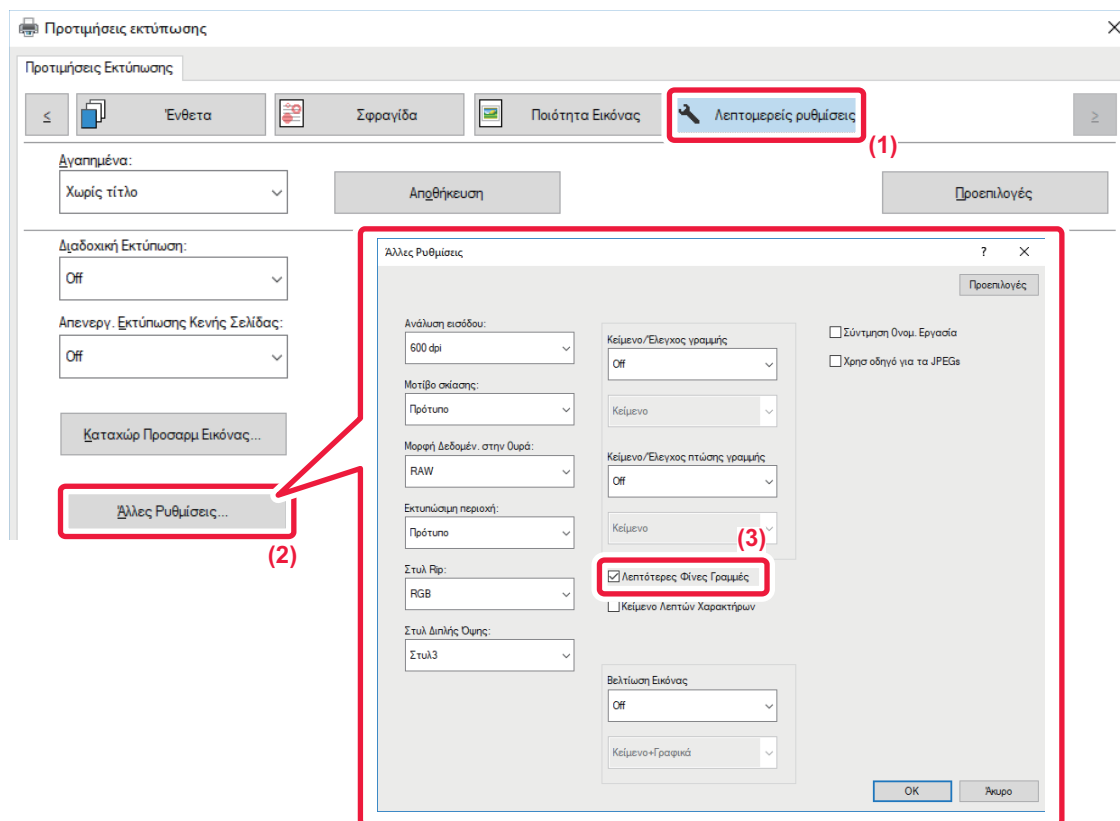 Προτιμήσεις εκτύπωσης
Προτιμήσεις Εκτύπωσης
<
Ένθετα
Σφραγίδα
Ποιότητα Εικόνας
Λεπτομερείς ρυθμίσεις
>
(1)
Αγαπημένα:
Χωρίς τίτλο
Αποθήκευση
Προεπιλογές
Διαδοχική Εκτύπωση:
Off
Απενεργ. Εκτύπωσης Κενής Σελίδας:
Off
Καταχώρ Προσαρμ Εικόνας...
Άλλες Ρυθμίσεις...
(2)
Άλλες Ρυθμίσεις
?
Προεπιλογές
Ανάλυση εισόδου:
600 dpi
Μοτίβο σκίασης:
Πρότυπο
Μορφή Δεδομέν. στην Ουρά:
RAW
Εκτυπώσιμη περιοχή:
Πρότυπο
Στυλ Rip:
RGB
Στυλ Διπλής Όψης:
Στυλ3
Κείμενο/Έλεγχος γραμμής
Off
Κείμενο
Κείμενο/Έλεγχος πτώσης γραμμής
Off
Κείμενο
(3)
Λεπτότερες Φίνες Γραμμές
Κείμενο Λεπτών Χαρακτήρων
Βελτίωση Εικόνας
Off
Κείμενο+Γραφικά
Σύντμηση Ονομ. Εργασία
Χρησ οδηγό για τα JPEGs
OK
Άκυρο